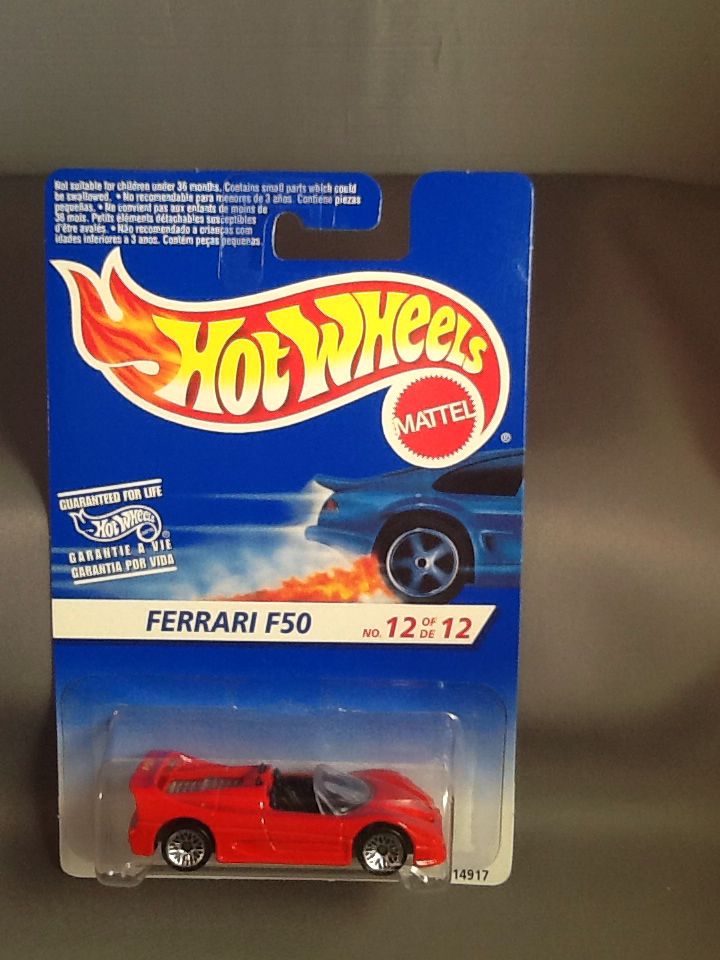 Not suitable for children under 36 months. Contains small parts which could
be swallowed. • No recomendable para menores de 3 años. Contiene piezas
pequeñas. • Ne convient pas aux enfants de moins de
36 mois. Petits éléments détachables susceptibles
d'être avalés. • Não recomendado a crianças com
idades inferiores a 3 anos. Contém peças pequenas.
HOT WHEELS
MATTEL
®
GUARANTEED FOR LIFE
HOT WHEELS
®
GARANTIE A VIE
GARANTIA POR VIDA
FERRARI F50
NO. 12 OF DE 12
14917